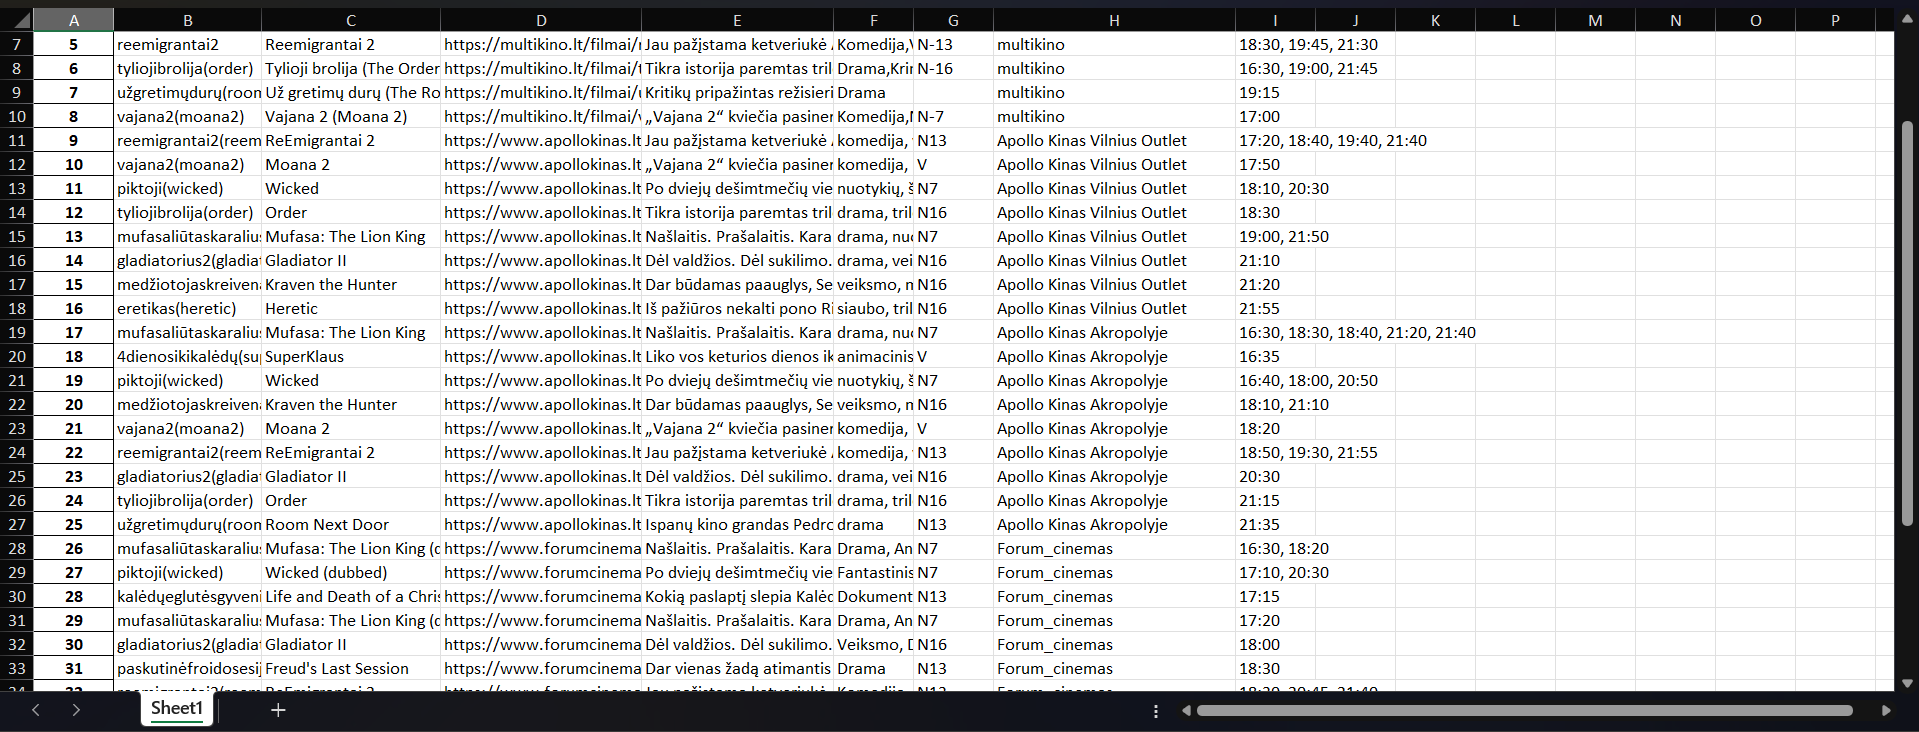 A B C D E F G H I J K L M N O P
7 5 reemigrantai2 Reemigrantai 2 https://multikino.lt/filmai/ Jau pažįstama ketveriukė Komedija, N-13 multikino 18:30, 19:45, 21:30
8 6 tyliojibrolija(order) Tylioji brolija (The Order https://multikino.lt/filmai/ Tikra istorija paremtas tril Drama,Krir N-16 multikino 16:30, 19:00, 21:45
9 7 užgretimųdurų(room Už gretimų durų (The Ro https://multikino.lt/filmai/ Kritikų pripažintas režisieri Drama multikino 19:15
10 8 vajana2(moana2) Vajana 2 (Moana 2) https://multikino.lt/filmai/ „Vajana 2“ kviečia pasiner Komedija, N-7 multikino 17:00
11 9 reemigrantai2(reem ReEmigrantai 2 https://www.apollokinas.lt Jau pažįstama ketveriukė komedija, N13 Apollo Kinas Vilnius Outlet 17:20, 18:40, 19:40, 21:40
12 10 vajana2(moana2) Moana 2 https://www.apollokinas.lt „Vajana 2“ kviečia pasiner komedija, V Apollo Kinas Vilnius Outlet 17:50
13 11 piktoji(wicked) Wicked https://www.apollokinas.lt Po dviejų dešimtmečių vie nuotykių, š N7 Apollo Kinas Vilnius Outlet 18:10, 20:30
14 12 tyliojibrolija(order) Order https://www.apollokinas.lt Tikra istorija paremtas tril drama, tril N16 Apollo Kinas Vilnius Outlet 18:30
15 13 mufasaliūtaskaralius Mufasa: The Lion King https://www.apollokinas.lt Našlaitis. Prašalaitis. Kara drama, nuo N7 Apollo Kinas Vilnius Outlet 19:00, 21:50
16 14 gladiatorius2(gladiat Gladiator II https://www.apollokinas.lt Dėl valdžios. Dėl sukilimo. drama, vei N16 Apollo Kinas Vilnius Outlet 21:10
17 15 medžiotojaskreivena Kraven the Hunter https://www.apollokinas.lt Dar būdamas paauglys, Se veiksmo, n N16 Apollo Kinas Vilnius Outlet 21:20
18 16 eretikas(heretic) Heretic https://www.apollokinas.lt Iš pažiūros nekalti pono Ri siaubo, tril N16 Apollo Kinas Vilnius Outlet 21:55
19 17 mufasaliūtaskaralius Mufasa: The Lion King https://www.apollokinas.lt Našlaitis. Prašalaitis. Kara drama, nuo N7 Apollo Kinas Akropolyje 16:30, 18:30, 18:40, 21:20, 21:40
20 18 4dienosikikalėdų(sup SuperKlaus https://www.apollokinas.lt Liko vos keturios dienos ik animacinis V Apollo Kinas Akropolyje 16:35
21 19 piktoji(wicked) Wicked https://www.apollokinas.lt Po dviejų dešimtmečių vie nuotykių, š N7 Apollo Kinas Akropolyje 16:40, 18:00, 20:50
22 20 medžiotojaskreivena Kraven the Hunter https://www.apollokinas.lt Dar būdamas paauglys, Se veiksmo, n N16 Apollo Kinas Akropolyje 18:10, 21:10
23 21 vajana2(moana2) Moana 2 https://www.apollokinas.lt „Vajana 2“ kviečia pasiner komedija, V Apollo Kinas Akropolyje 18:20
24 22 reemigrantai2(reem ReEmigrantai 2 https://www.apollokinas.lt Jau pažįstama ketveriukė komedija, N13 Apollo Kinas Akropolyje 18:50, 19:30, 21:55
25 23 gladiatorius2(gladiat Gladiator II https://www.apollokinas.lt Dėl valdžios. Dėl sukilimo. drama, vei N16 Apollo Kinas Akropolyje 20:30
26 24 tyliojibrolija(order) Order https://www.apollokinas.lt Tikra istorija paremtas tril drama, tril N16 Apollo Kinas Akropolyje 21:15
27 25 užgretimųdurų(room Room Next Door https://www.apollokinas.lt Ispanų kino grandas Pedro drama N13 Apollo Kinas Akropolyje 21:35
28 26 mufasaliūtaskaralius Mufasa: The Lion King (d https://www.forumcinema Našlaitis. Prašalaitis. Kara Drama, An N7 Forum_cinemas 16:30, 18:20
29 27 piktoji(wicked) Wicked (dubbed) https://www.forumcinema Po dviejų dešimtmečių vie Fantastinis N7 Forum_cinemas 17:10, 20:30
30 28 kalėdųeglutėsgyveni Life and Death of a Chris https://www.forumcinema Kokią paslaptį slepia Kalėd Dokument N13 Forum_cinemas 17:15
31 29 mufasaliūtaskaralius Mufasa: The Lion King (d https://www.forumcinema Našlaitis. Prašalaitis. Kara Drama, An N7 Forum_cinemas 17:20
32 30 gladiatorius2(gladiat Gladiator II https://www.forumcinema Dėl valdžios. Dėl sukilimo. Veiksmo, D N16 Forum_cinemas 18:00
33 31 paskutinėfroidosesij Freud's Last Session https://www.forumcinema Dar vienas žadą atimantis Drama N13 Forum_cinemas 18:30
Sheet1